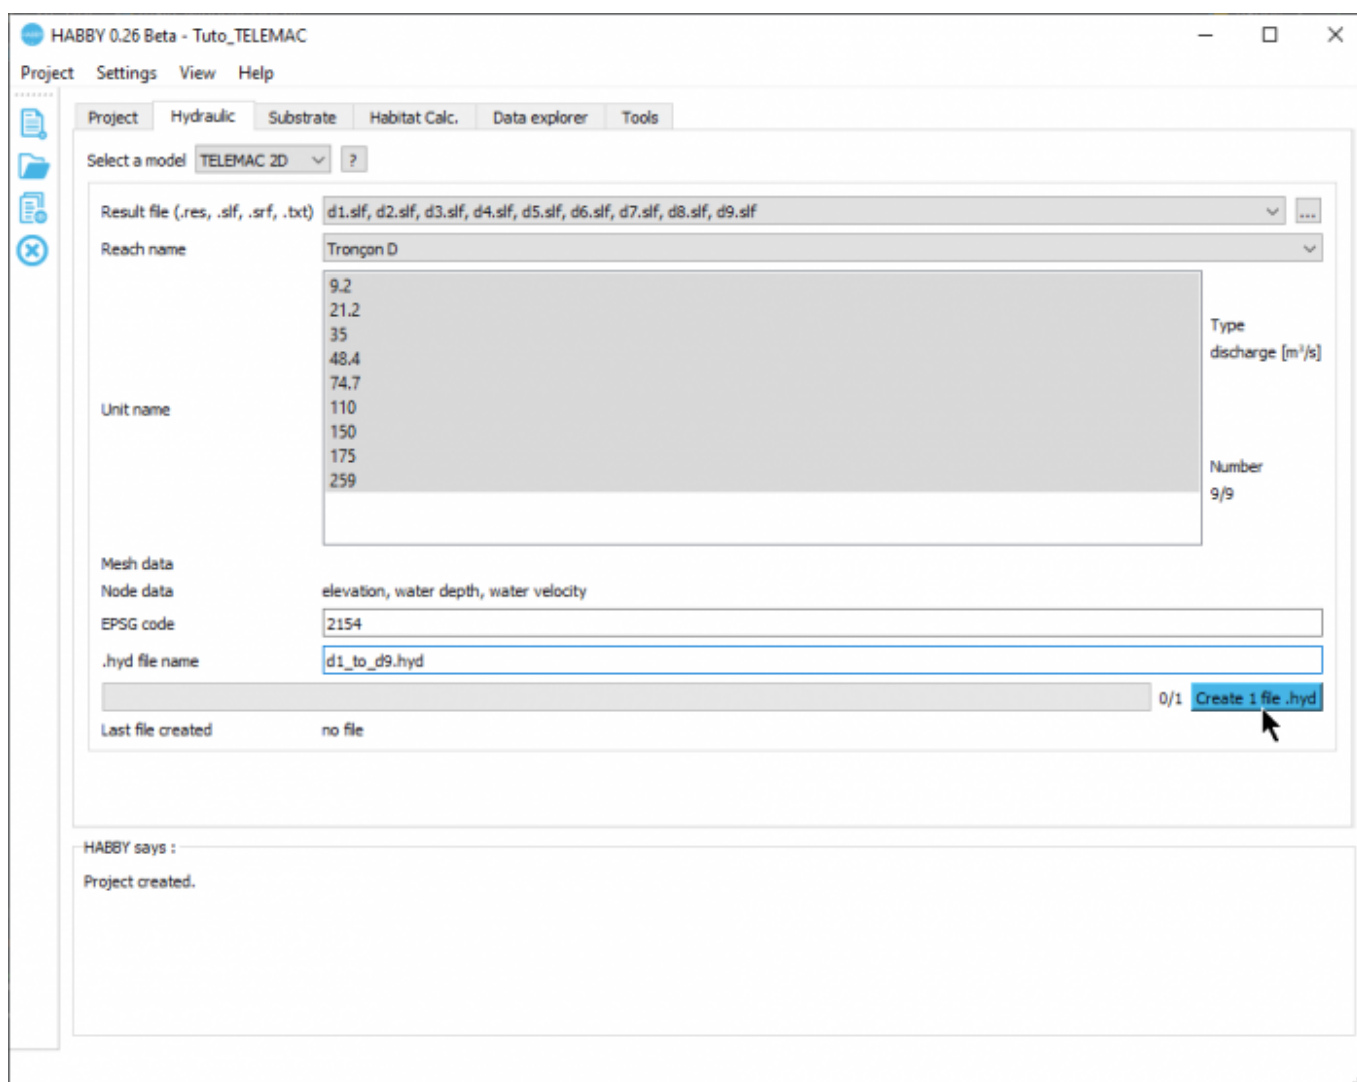 HABBY 0.26 Beta - Tuto_TELEMAC
Project Settings View Help
Project Hydraulic Substrate Habitat Calc. Data explorer Tools
Select a model TELEMAC 2D ?
Result file (.res, .slf, .srf, .txt) d1.slf, d2.slf, d3.slf, d4.slf, d5.slf, d6.slf, d7.slf, d8.slf, d9.slf ...
Reach name Tronçon D
9.2
21.2
35
48.4
74.7
110
150
175
259
Unit name
Type
discharge [m³/s]
Number
9/9
Mesh data
Node data elevation, water depth, water velocity
EPSG code 2154
.hyd file name d1_to_d9.hyd
0/1 Create 1 file .hyd
Last file created no file
HABBY says :
Project created.